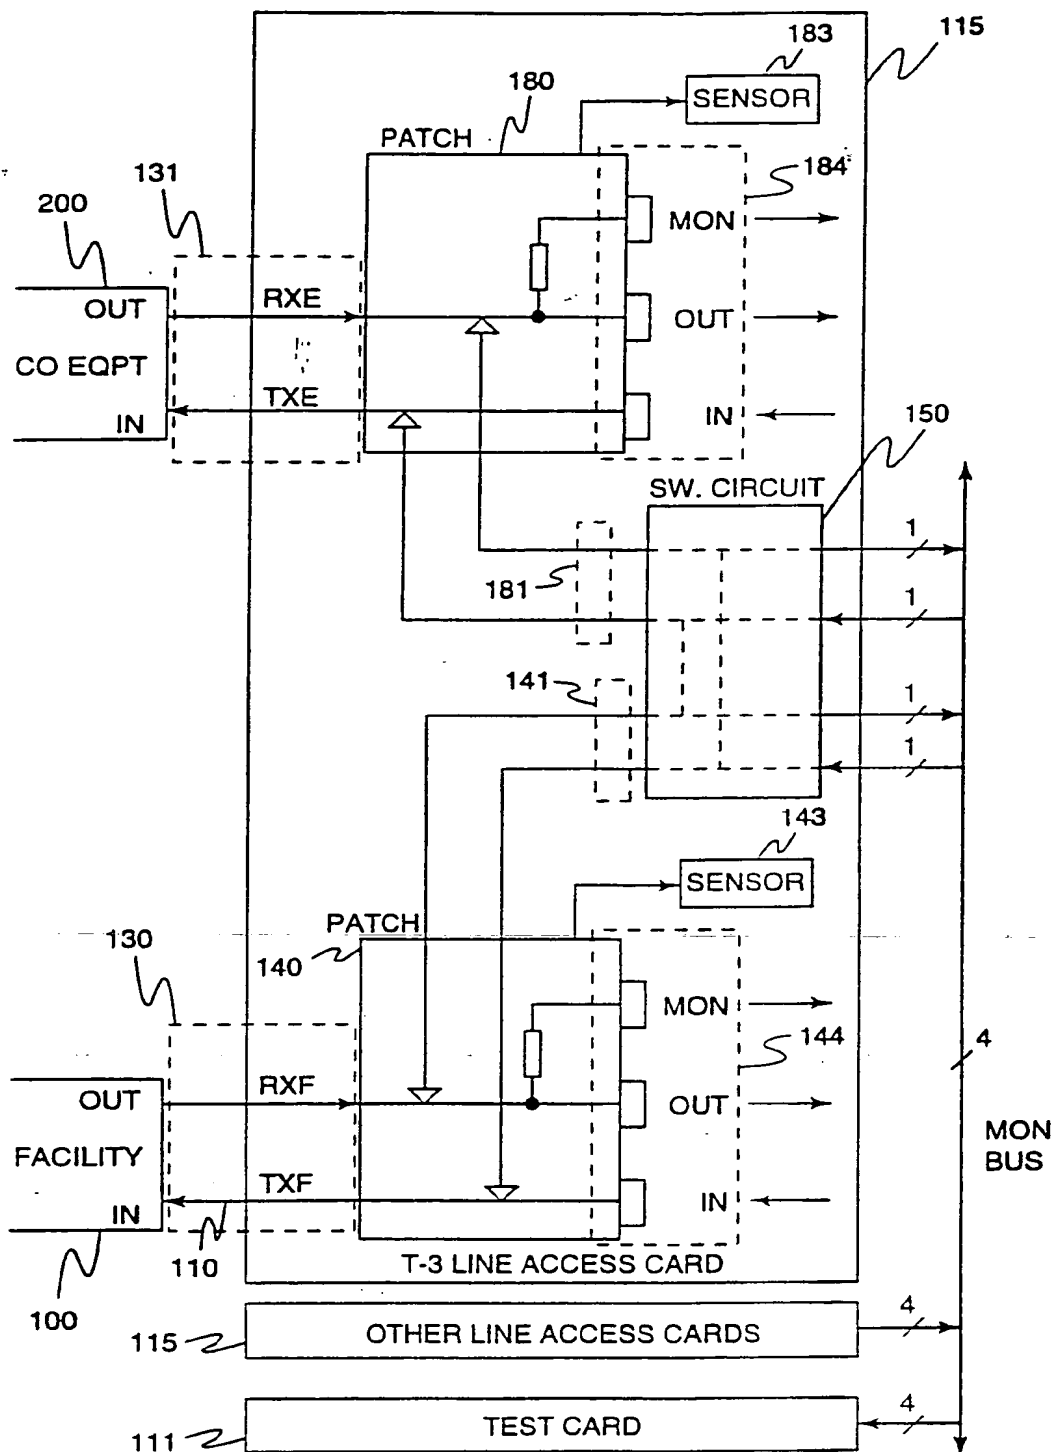 183
115
180
SENSOR
PATCH
131
184
200
MON
OUT
RXE
OUT
CO EQPT
TXE
IN
IN
150
SW. CIRCUIT
1
181
1
141
1
1
143
SENSOR
PATCH
130
140
MON
144
4
RXF
OUT
OUT
MON
BUS
FACILITY
TXF
IN
IN
110
T-3 LINE ACCESS CARD
100
4
OTHER LINE ACCESS CARDS
115
4
TEST CARD
111